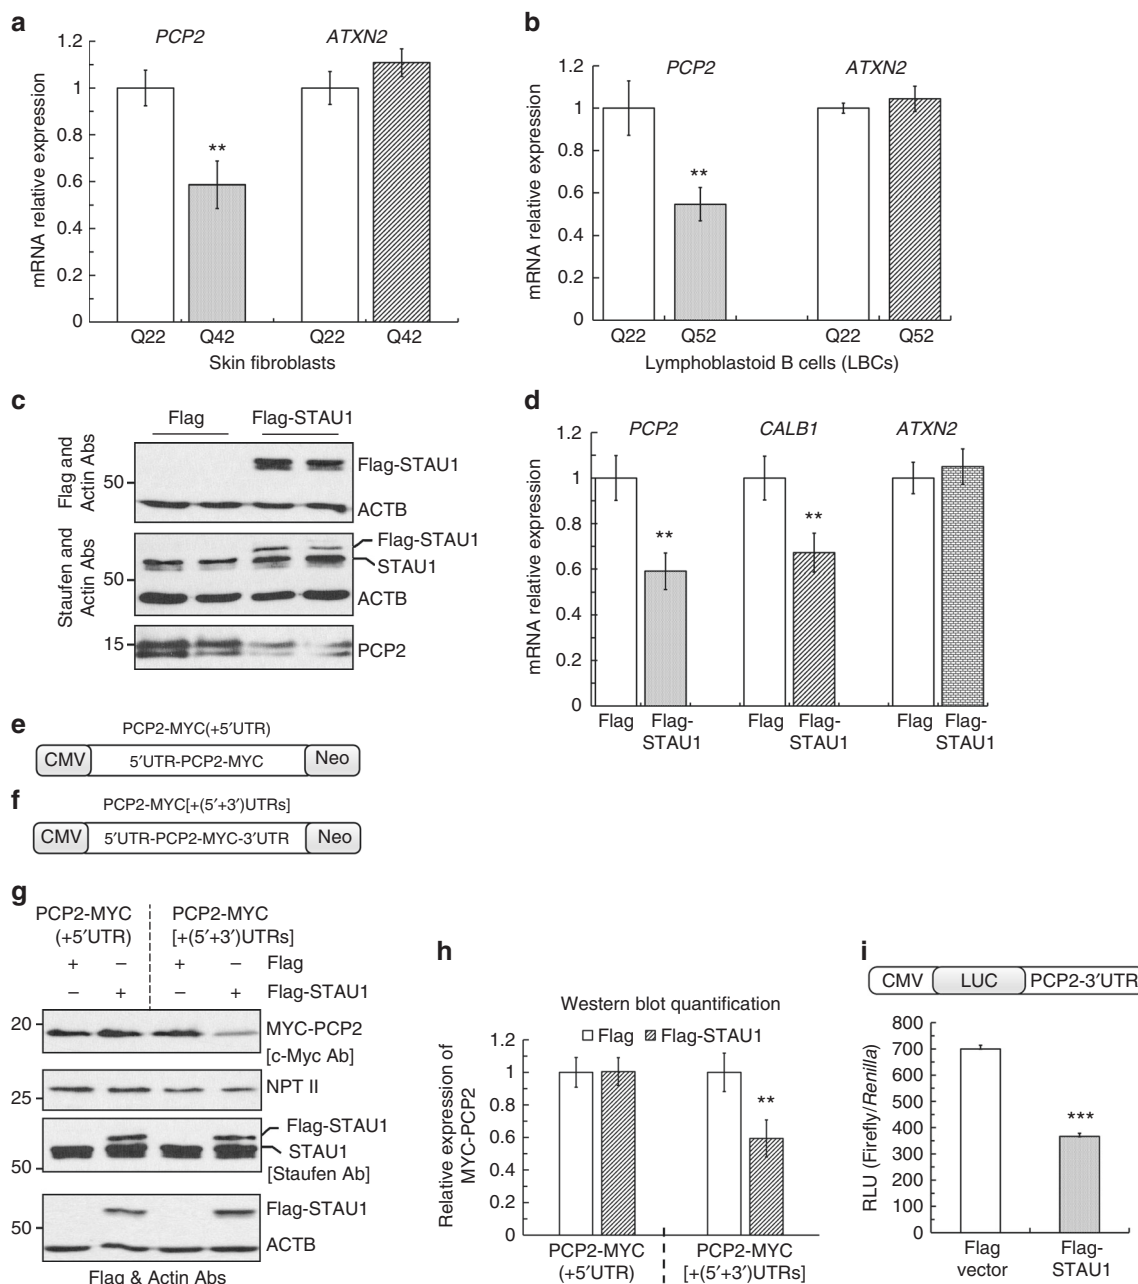 a
PCP2 ATXN2
mRNA relative expression
1.2
1
0.8
0.6
0.4
0.2
0
**
Q22 Q42 Q22 Q42
Skin fibroblasts
b
PCP2 ATXN2
mRNA relative expression
1.2
1
0.8
0.6
0.4
0.2
0
**
Q22 Q52 Q22 Q52
Lymphoblastoid B cells (LBCs)
c
Flag Flag-STAU1
Flag and
Actin Abs
50
Flag-STAU1
ACTB
Staufen and
Actin Abs
50
Flag-STAU1
STAU1
ACTB
15
PCP2
d
PCP2 CALB1 ATXN2
mRNA relative expression
1.2
1
0.8
0.6
0.4
0.2
0
** **
Flag Flag-STAU1 Flag Flag-STAU1 Flag Flag-STAU1
e
PCP2-MYC(+5′UTR)
CMV 5′UTR-PCP2-MYC Neo
f
PCP2-MYC[+(5′+3′)UTRs]
CMV 5′UTR-PCP2-MYC-3′UTR Neo
g
PCP2-MYC PCP2-MYC
(+5′UTR) [+(5′+3′)UTRs]
+ – + – Flag
– + – + Flag-STAU1
20
MYC-PCP2
[c-Myc Ab]
25
NPT II
Flag-STAU1
STAU1
50
[Staufen Ab]
Flag-STAU1
50
ACTB
Flag & Actin Abs
h
Western blot quantification
Flag Flag-STAU1
Relative expression of
MYC-PCP2
1.2
1
0.8
0.6
0.4
0.2
0
**
PCP2-MYC PCP2-MYC
(+5′UTR) [+(5′+3′)UTRs]
i
CMV LUC PCP2-3′UTR
RLU (Firefly/Renilla)
800
700
600
500
400
300
200
100
0
***
Flag Flag-
vector STAU1